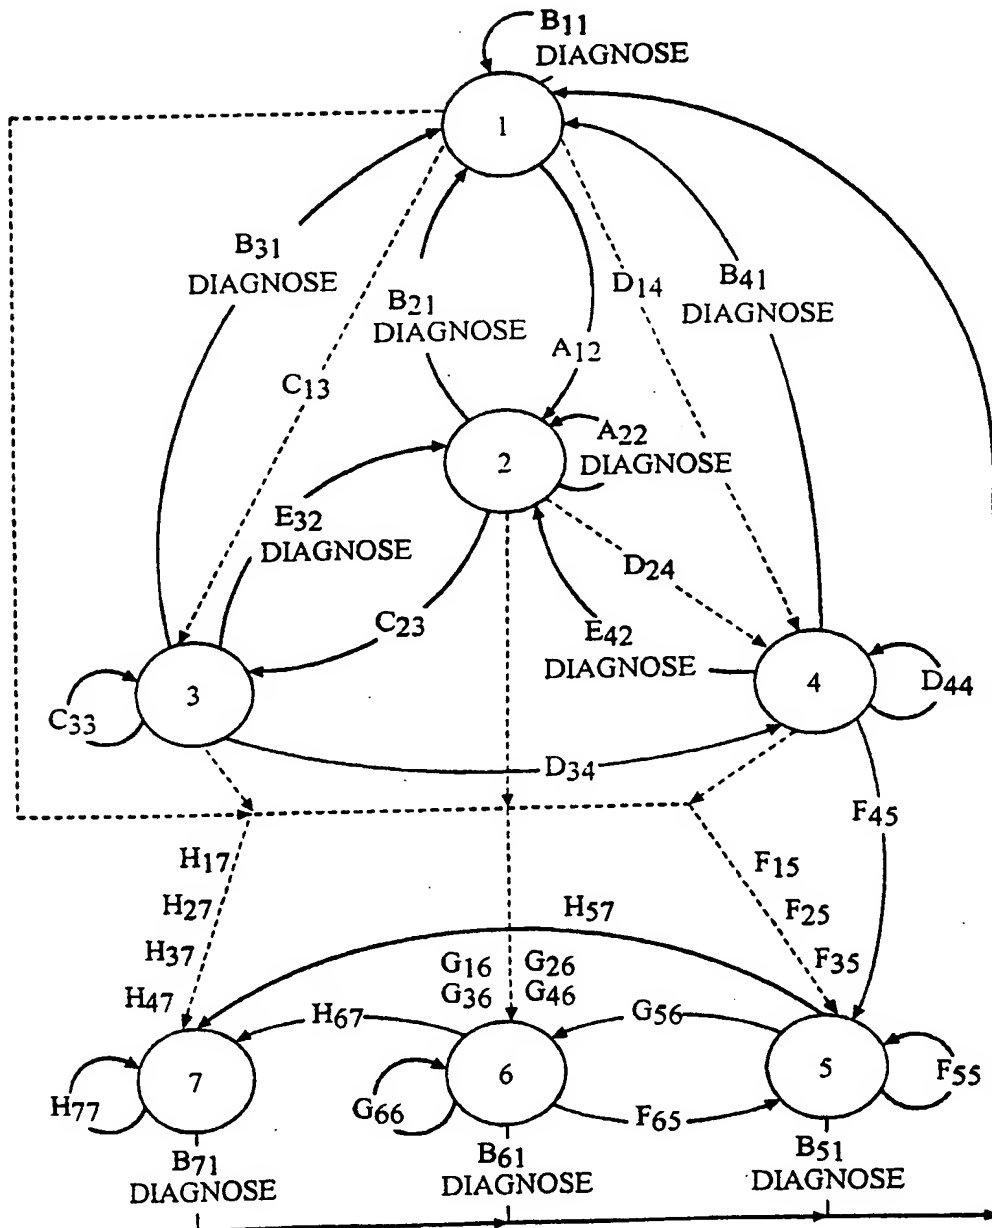 B11
DIAGNOSE
1
B31
DIAGNOSE
B21
DIAGNOSE
D14
B41
DIAGNOSE
A12
C13
2
A22
DIAGNOSE
E32
DIAGNOSE
D24
C23
E42
DIAGNOSE
3
4
C33
D44
D34
F45
H17
F15
H27
H57
F25
H37
G16 G26
F35
H47
G36 G46
H67
G56
7
6
5
H77
G66
F65
F55
B71
DIAGNOSE
B61
DIAGNOSE
B51
DIAGNOSE